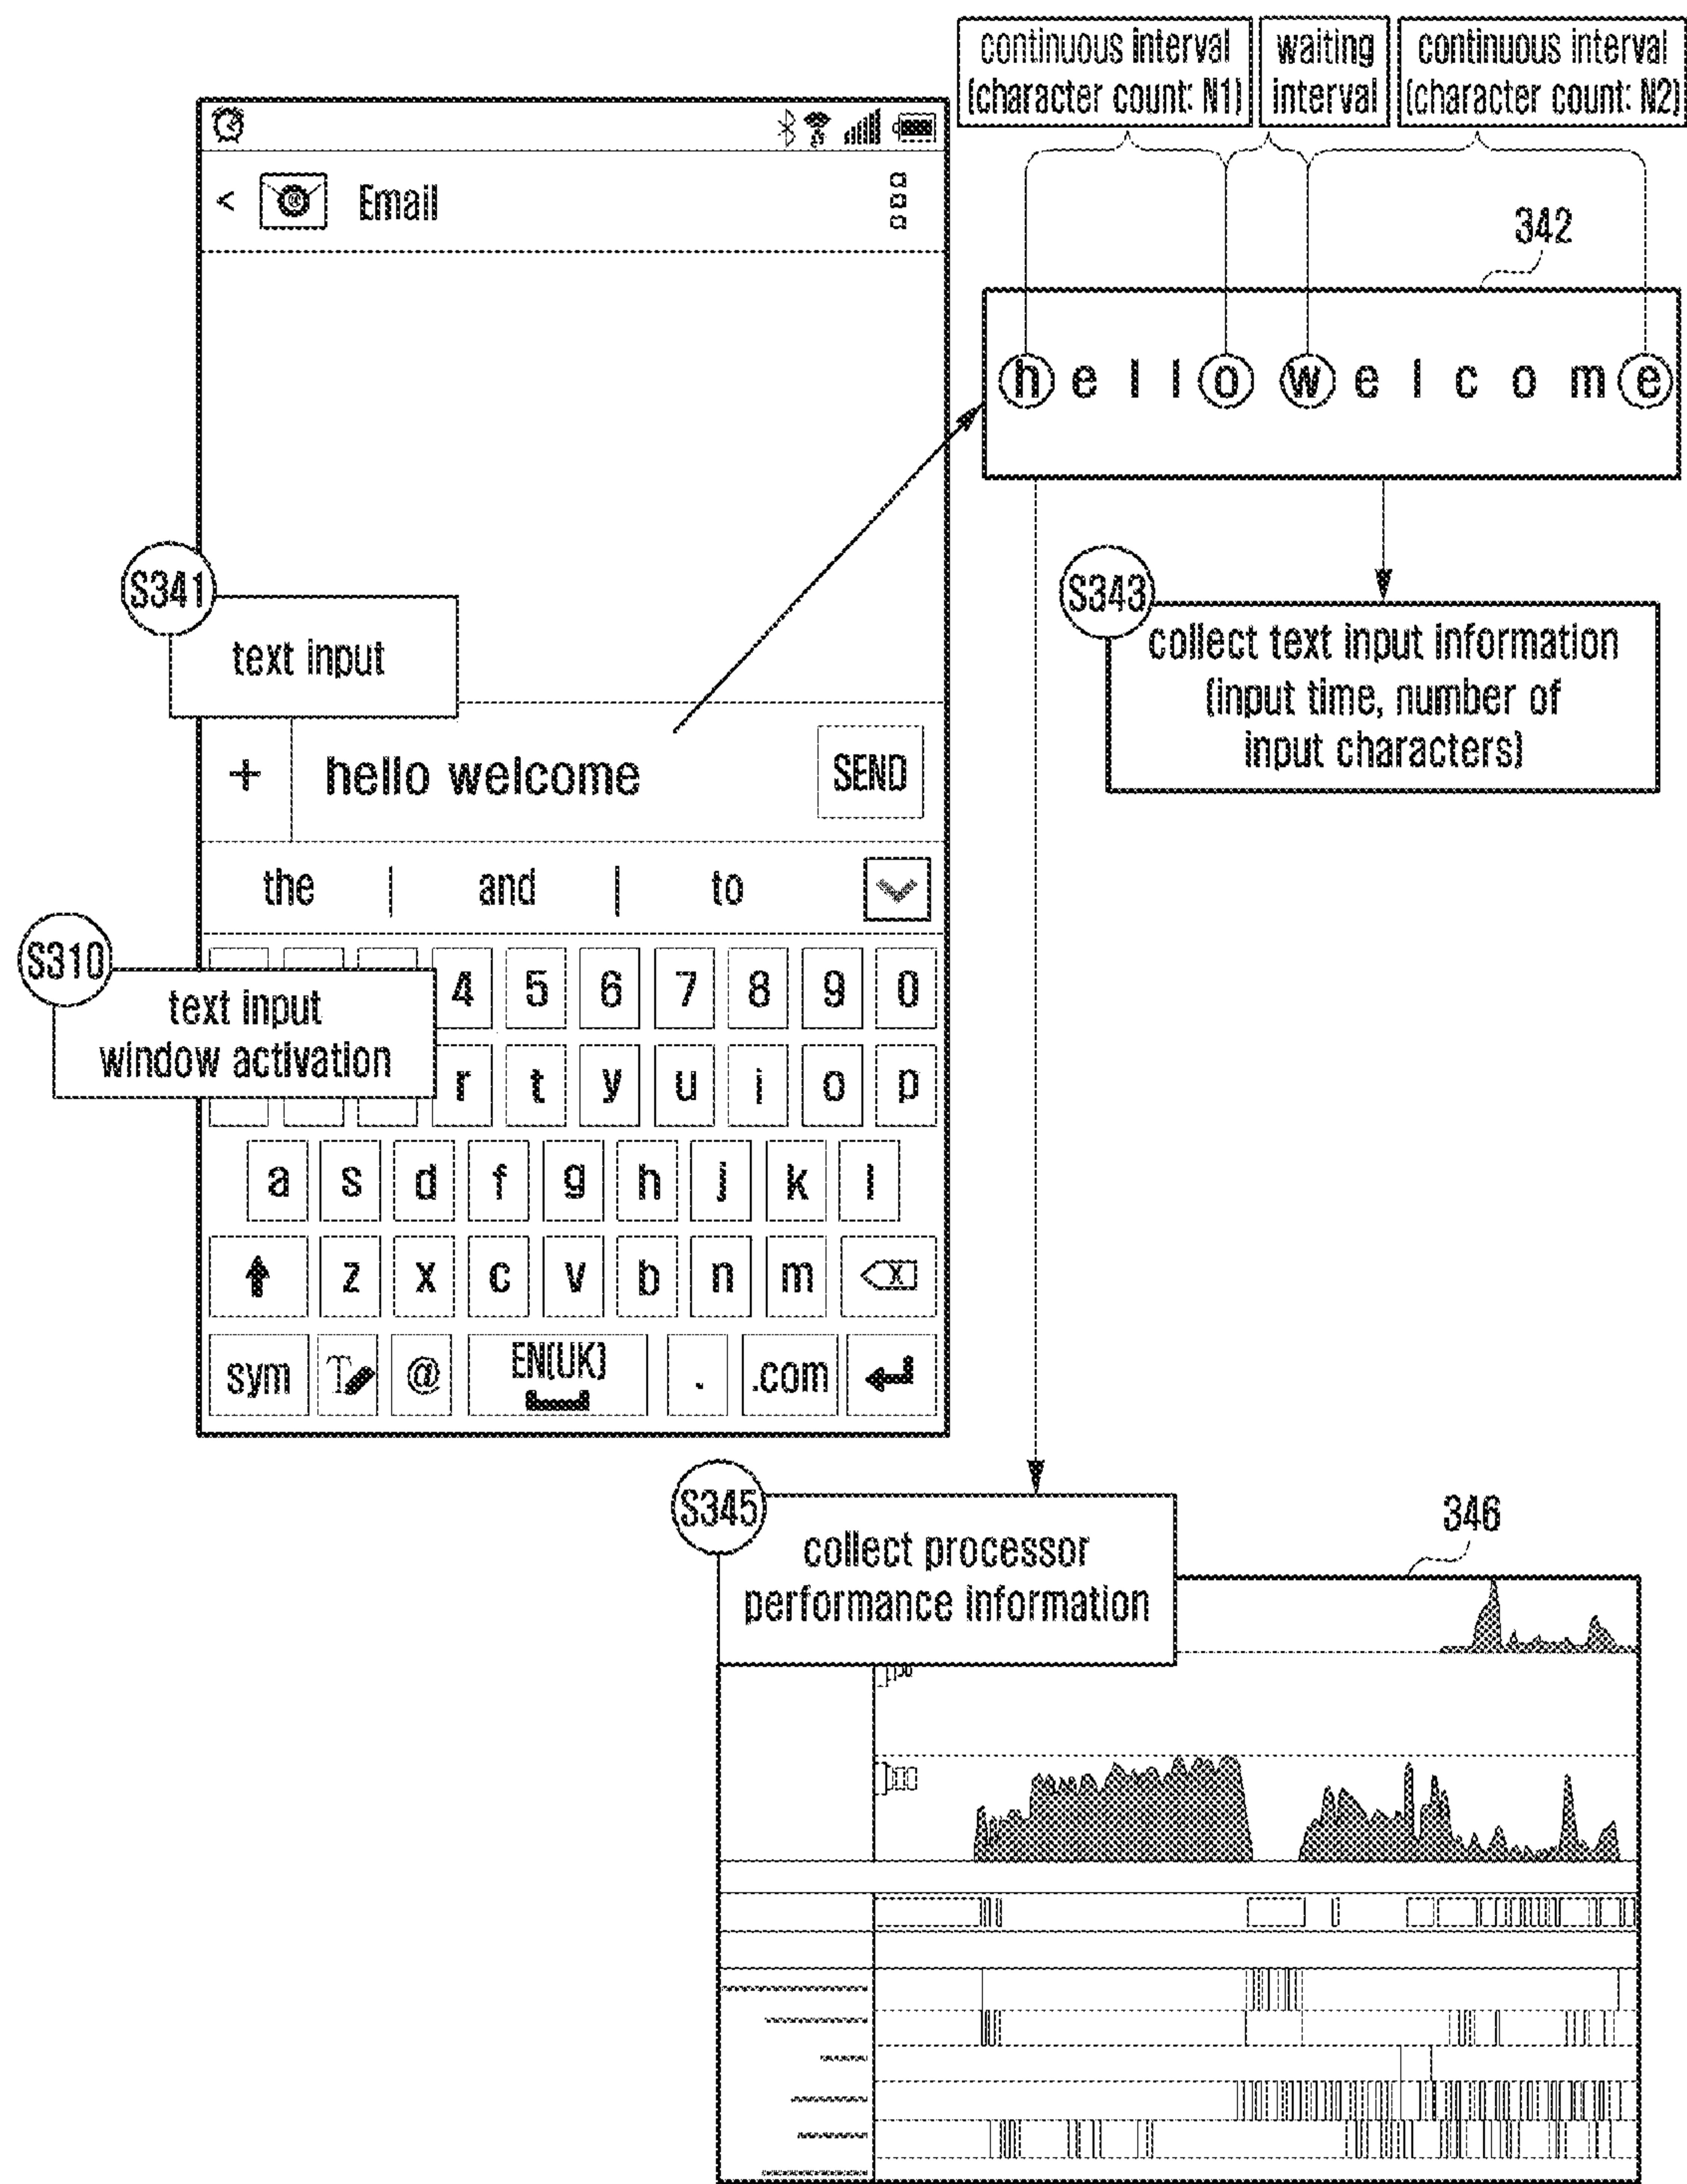 continuous interval
(character count: N1)
waiting
interval
continuous interval
(character count: N2)
< Email
342
h e l l o w e l c o m e
S341
text input
S343
collect text input information
(input time, number of
input characters)
+ hello welcome SEND
the | and | to
S310
text input
window activation
4 5 6 7 8 9 0
r t y u i o p
a s d f g h j k l
z x c v b n m
sym T @ EN(UK) . .com
S345
collect processor
performance information
346